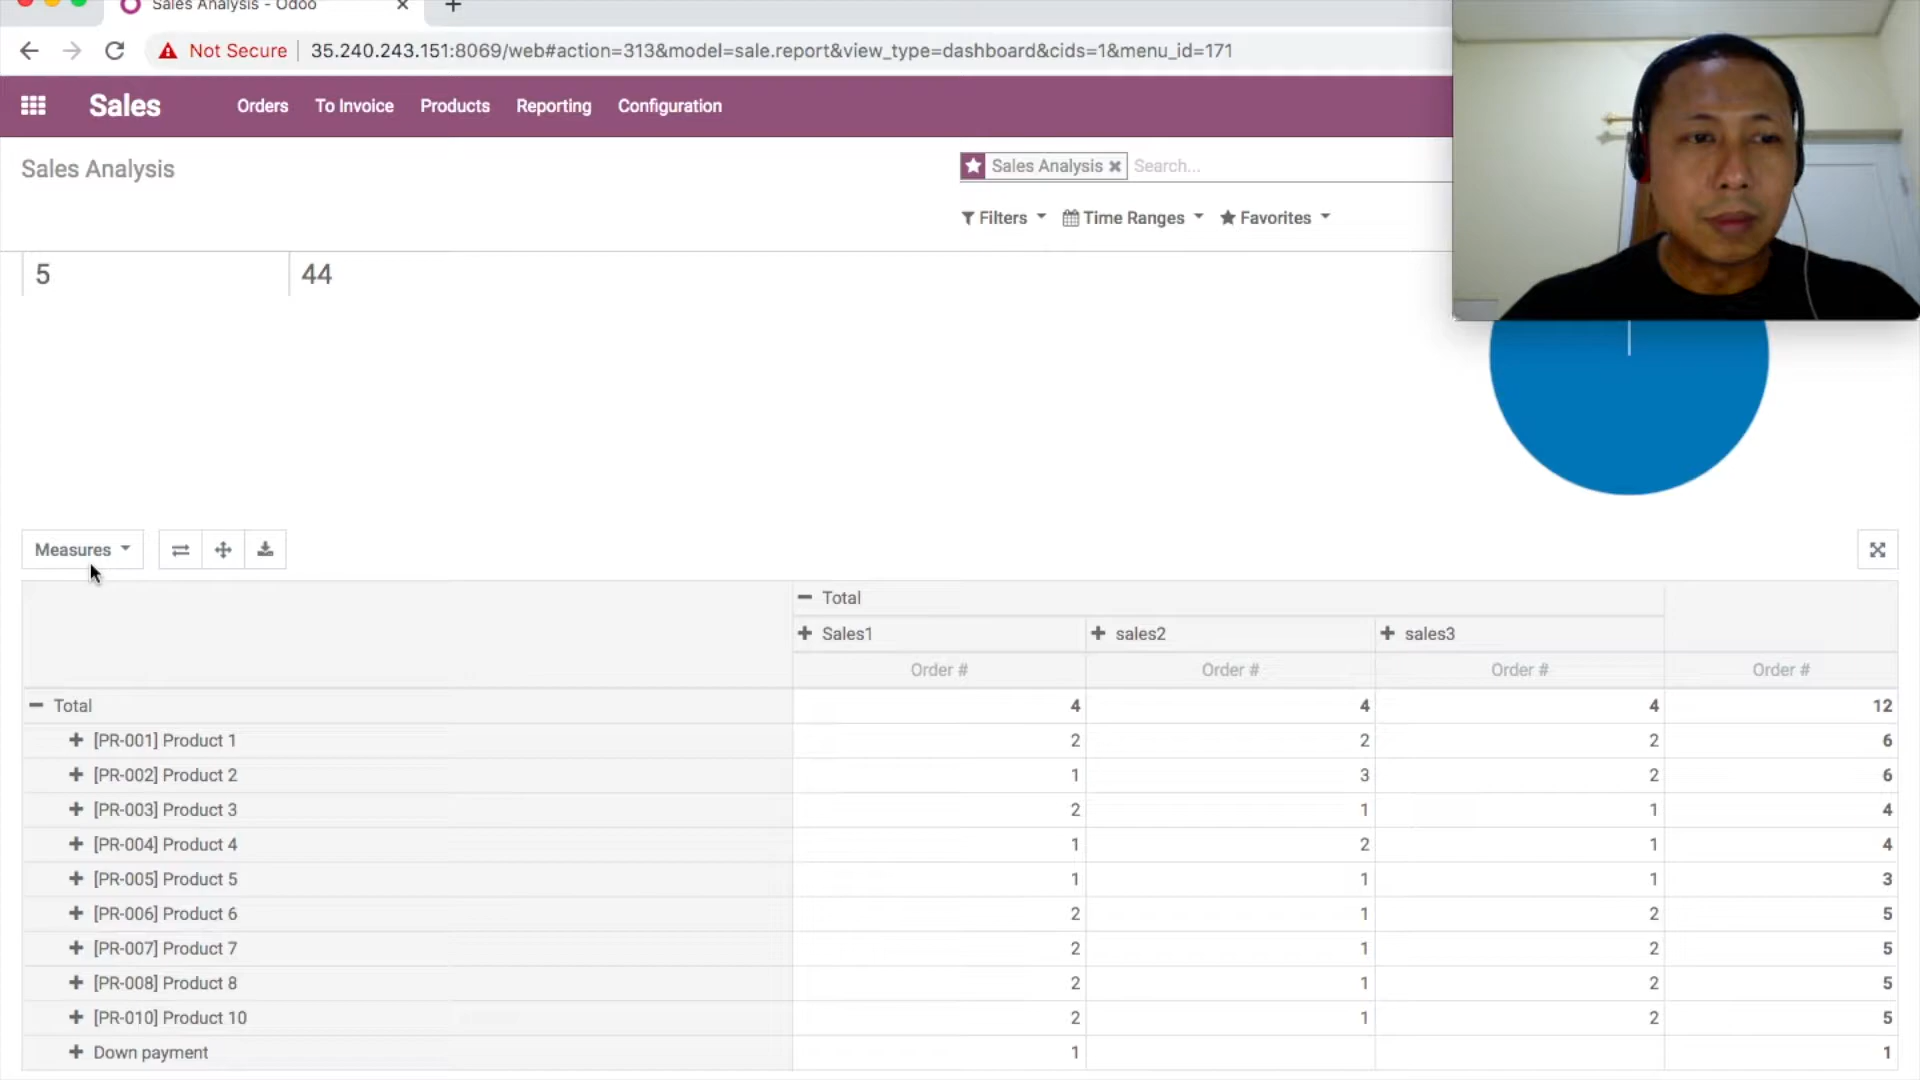 Sales Analysis - Odoo
Not Secure 35.240.243.151:8069/web#action=313&model=sale.report&view_type=dashboard&cids=1&menu_id=171
Sales Orders To Invoice Products Reporting Configuration
Sales Analysis
Sales Analysis Search...
Filters Time Ranges Favorites
5 44
Measures
Total
Sales1 sales2 sales3
Order # Order # Order # Order #
Total 4 4 4 12
[PR-001] Product 1 2 2 2 6
[PR-002] Product 2 1 3 2 6
[PR-003] Product 3 2 1 1 4
[PR-004] Product 4 1 2 1 4
[PR-005] Product 5 1 1 1 3
[PR-006] Product 6 2 1 2 5
[PR-007] Product 7 2 1 2 5
[PR-008] Product 8 2 1 2 5
[PR-010] Product 10 2 1 2 5
Down payment 1 1